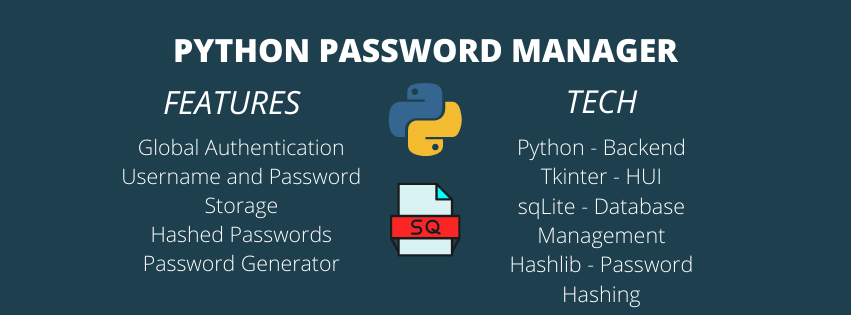 PYTHON PASSWORD MANAGER
FEATURES
Global Authentication
Username and Password
Storage
Hashed Passwords
Password Generator
SQ
TECH
Python - Backend
Tkinter - HUI
sqLite - Database
Management
Hashlib - Password
Hashing